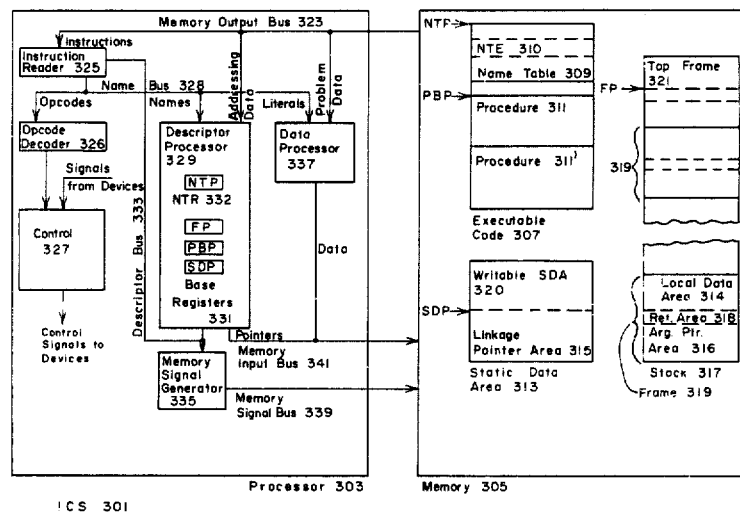 Memory Output Bus 323
Instructions
Instruction
Reader 325
Name Bus 328
Opcodes
Names
Addressing
Data
Literals
Problem
Data
Opcode
Decoder 326
Signals
from Devices
Control
327
Control
Signals to
Devices
Descriptor Bus 333
Descriptor
Processor
329
NTP
NTR 332
FP
PBP
SDP
Base
Registers
331
Data
Processor
337
Data
Pointers
Memory
Input Bus 341
Memory
Signal
Generator
335
Memory
Signal Bus 339
Processor 303
ICS 301
NTP
NTE 310
Name Table 309
PBP
Procedure 311
Procedure 311
Executable
Code 307
Writable SDA
320
SDP
Linkage
Pointer Area 315
Static Data
Area 313
FP
Top Frame
321
319
Local Data
Area 314
Ret. Area 318
Arg. Ptr.
Area 316
Stack 317
Frame 319
Memory 305